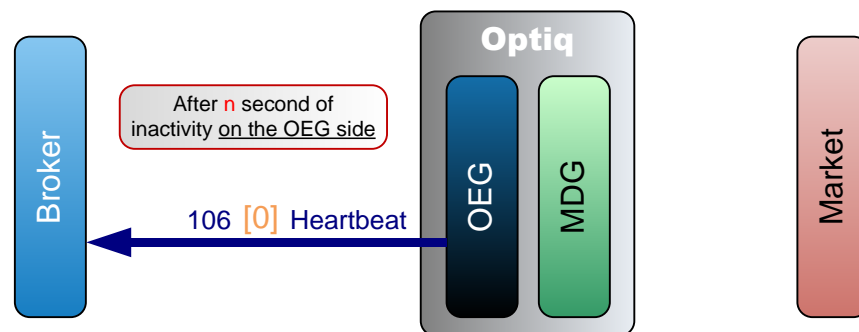 Optiq
After n second of
inactivity on the OEG side
Broker
OEG
MDG
Market
106 [0] Heartbeat